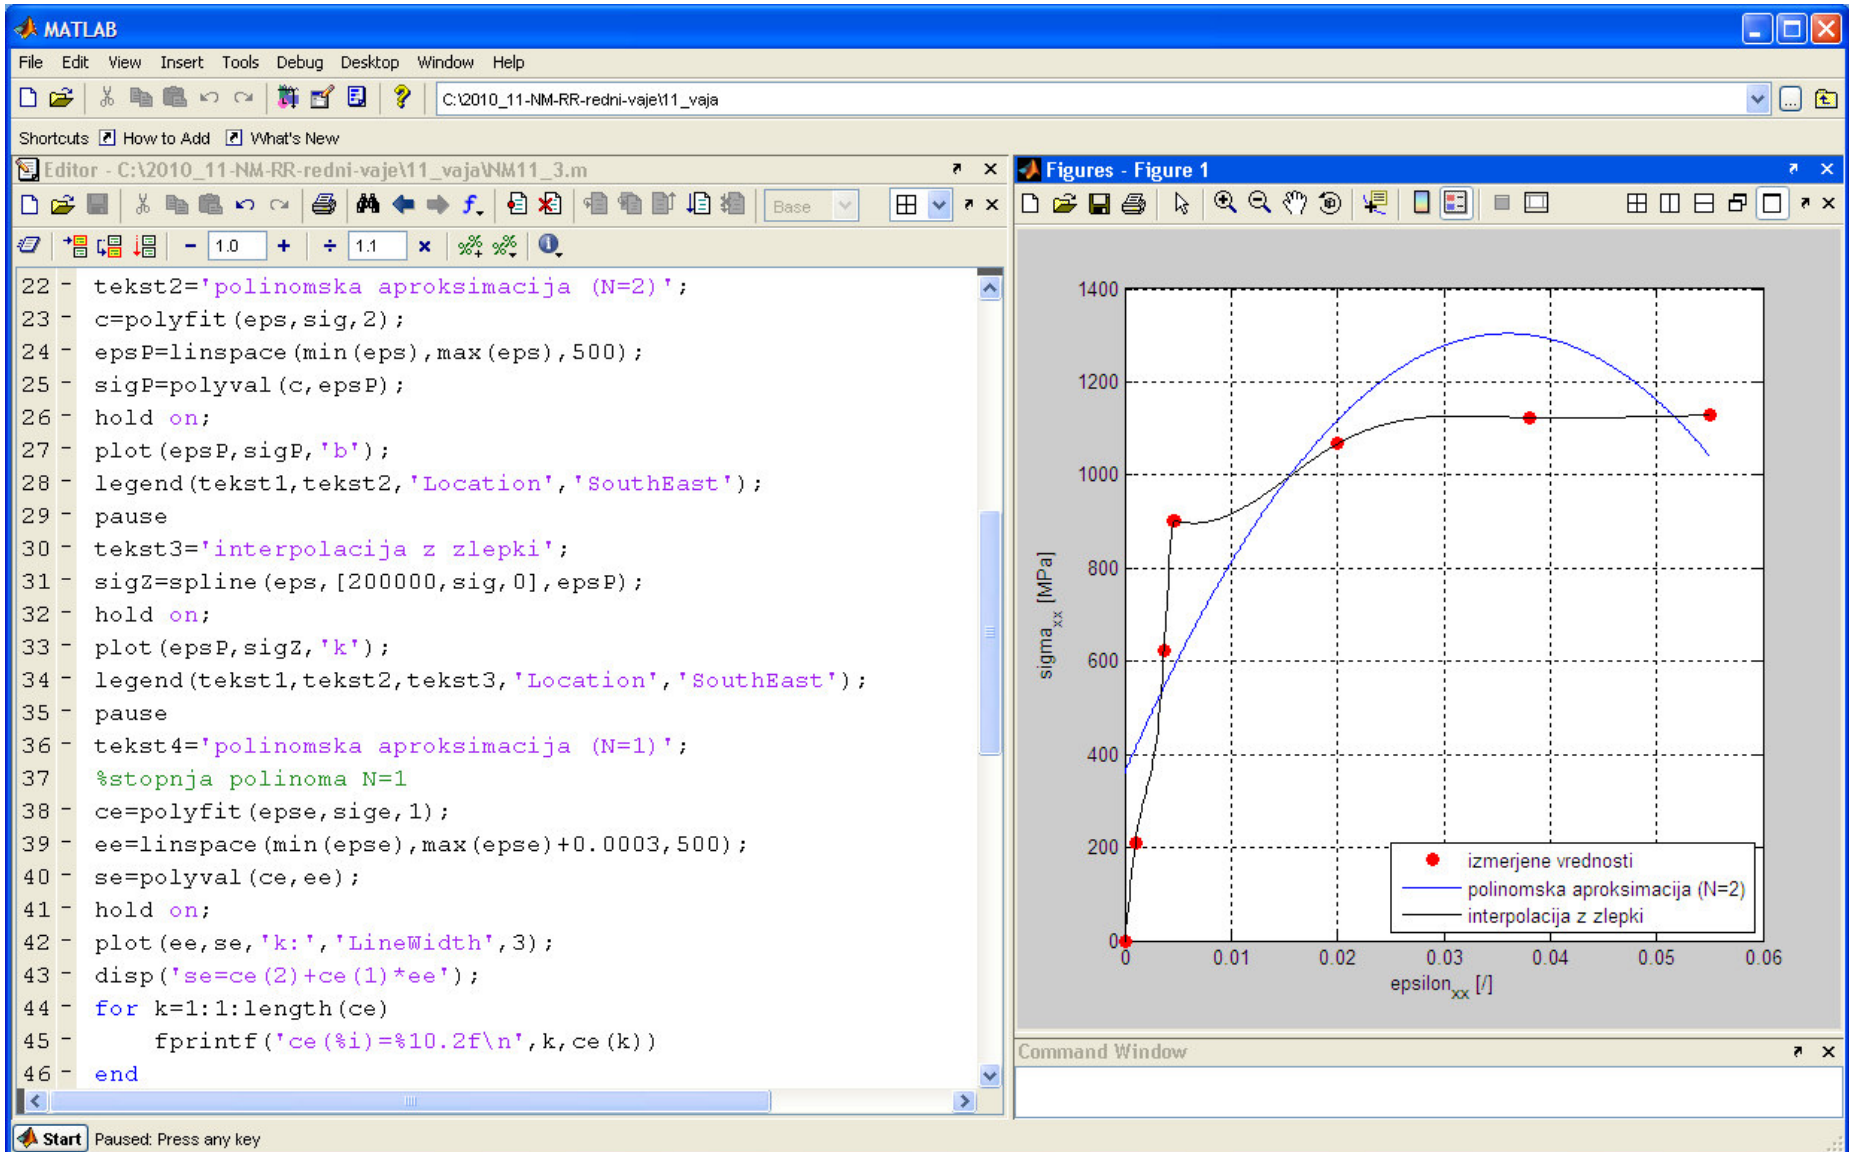 MATLAB
File Edit View Insert Tools Debug Desktop Window Help
C:\2010_11-NM-RR-redni-vaje\11_vaja
Shortcuts How to Add What's New
Editor - C:\2010_11-NM-RR-redni-vaje\11_vaja\NM11_3.m
Base
1.0
1.1
22 - tekst2='polinomska aproksimacija (N=2)';
23 - c=polyfit(eps,sig,2);
24 - epsP=linspace(min(eps),max(eps),500);
25 - sigP=polyval(c,epsP);
26 - hold on;
27 - plot(epsP,sigP,'b');
28 - legend(tekst1,tekst2,'Location','SouthEast');
29 - pause
30 - tekst3='interpolacija z zlepki';
31 - sigZ=spline(eps,[200000,sig,0],epsP);
32 - hold on;
33 - plot(epsP,sigZ,'k');
34 - legend(tekst1,tekst2,tekst3,'Location','SouthEast');
35 - pause
36 - tekst4='polinomska aproksimacija (N=1)';
37 %stopnja polinoma N=1
38 - ce=polyfit(epse,sige,1);
39 - ee=linspace(min(epse),max(epse)+0.0003,500);
40 - se=polyval(ce,ee);
41 - hold on;
42 - plot(ee,se,'k:','LineWidth',3);
43 - disp('se=ce(2)+ce(1)*ee');
44 - for k=1:1:length(ce)
45 - fprintf('ce(%i)=%10.2f\n',k,ce(k))
46 - end
Figures - Figure 1
1400
1200
1000
800
600
400
200
0
sigma_xx [MPa]
0 0.01 0.02 0.03 0.04 0.05 0.06
epsilon_xx [/]
izmerjene vrednosti
polinomska aproksimacija (N=2)
interpolacija z zlepki
Command Window
Start Paused: Press any key